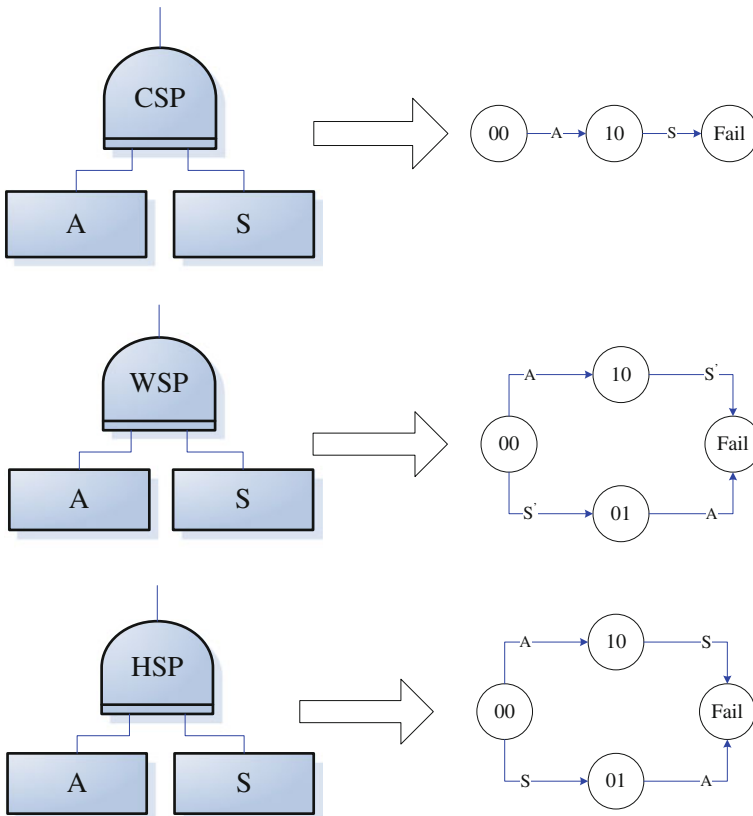 CSP
A S
00 A 10 S Fail
WSP
A S
A 10 S'
00 Fail
S' 01 A
HSP
A S
A 10 S
00 Fail
S 01 A